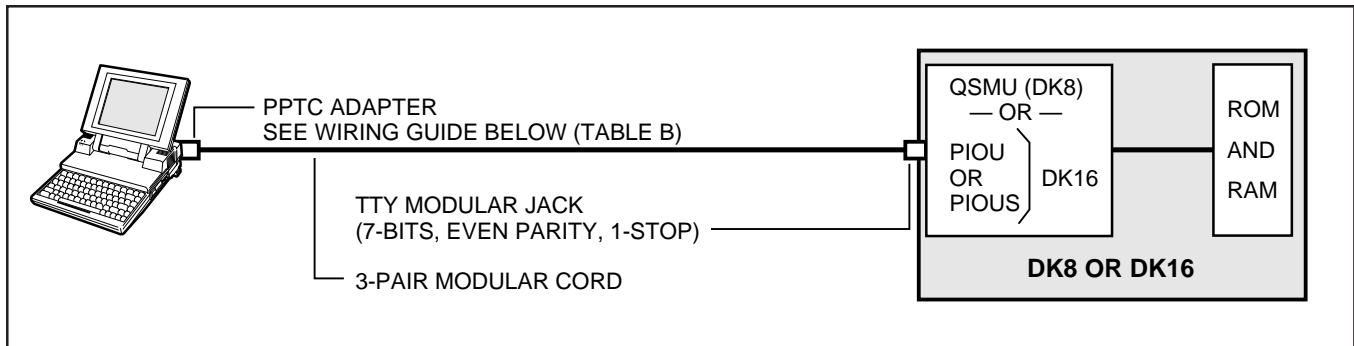 PPTC ADAPTER
SEE WIRING GUIDE BELOW (TABLE B)
TTY MODULAR JACK
(7-BITS, EVEN PARITY, 1-STOP)
3-PAIR MODULAR CORD
QSMU (DK8)
— OR —
PIOU
OR
PIOUS
DK16
ROM
AND
RAM
DK8 OR DK16